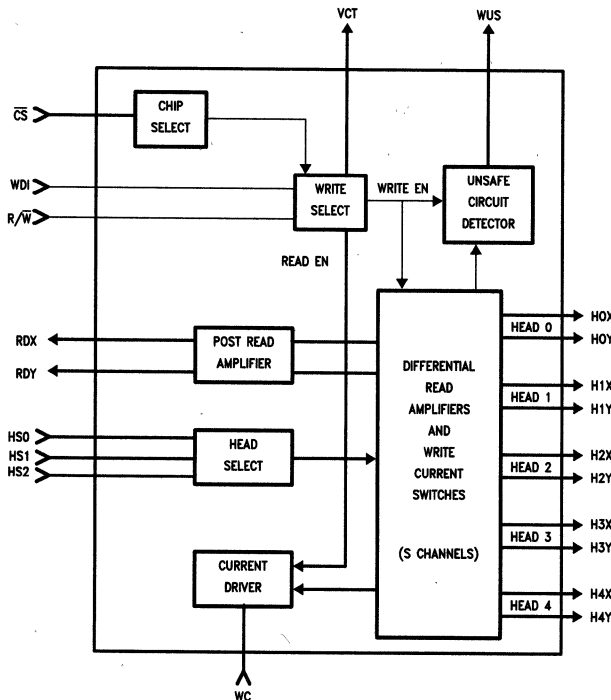 VCT
WUS
CS
CHIP
SELECT
WDI
R/W
WRITE
SELECT
WRITE EN
UNSAFE
CIRCUIT
DETECTOR
READ EN
RDX
RDY
POST READ
AMPLIFIER
HS0
HS1
HS2
HEAD
SELECT
DIFFERENTIAL
READ
AMPLIFIERS
AND
WRITE
CURRENT
SWITCHES
(S CHANNELS)
CURRENT
DRIVER
WC
HEAD 0
H0X
H0Y
HEAD 1
H1X
H1Y
HEAD 2
H2X
H2Y
HEAD 3
H3X
H3Y
HEAD 4
H4X
H4Y